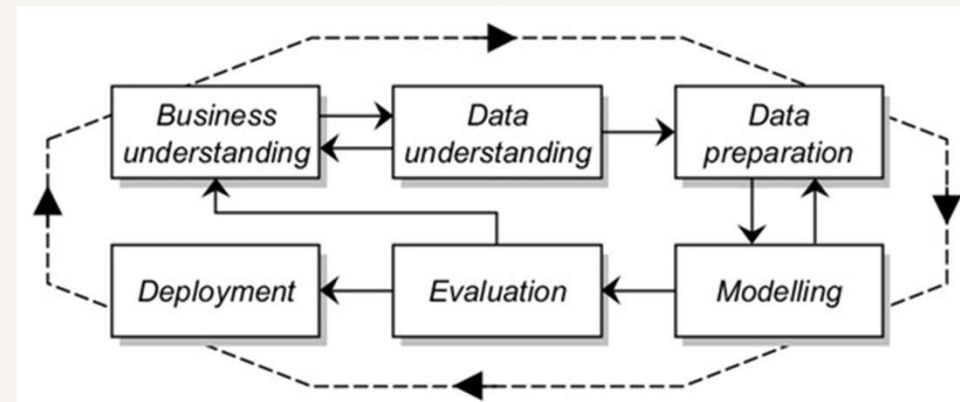 Business
understanding
Data
understanding
Data
preparation
Deployment
Evaluation
Modelling